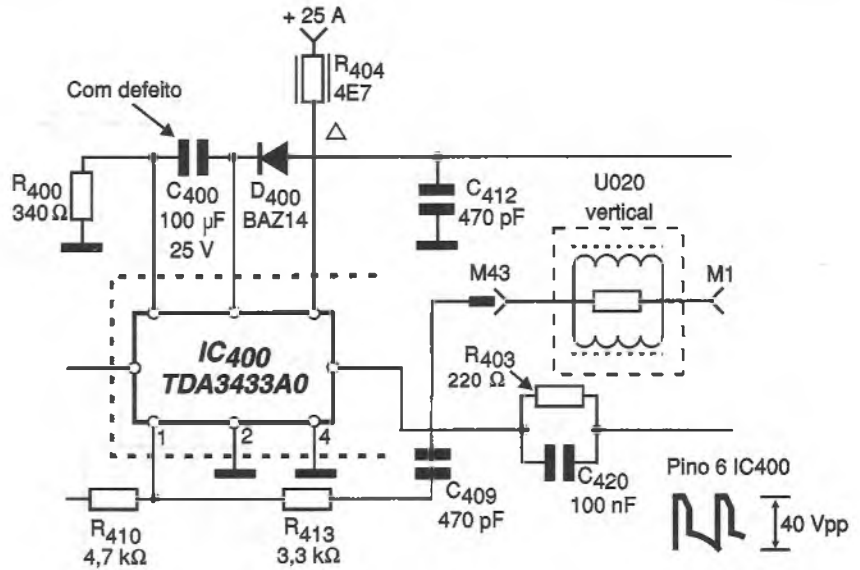 + 25 A
R404
4E7
Com defeito
R400
340 Ω
C400
100 µF
25 V
D400
BAZ14
C412
470 pF
U020
vertical
M43
M1
IC400
TDA3433A0
1
2
4
R403
220 Ω
C420
100 nF
Pino 6 IC400
40 Vpp
C409
470 pF
R410
4,7 kΩ
R413
3,3 kΩ